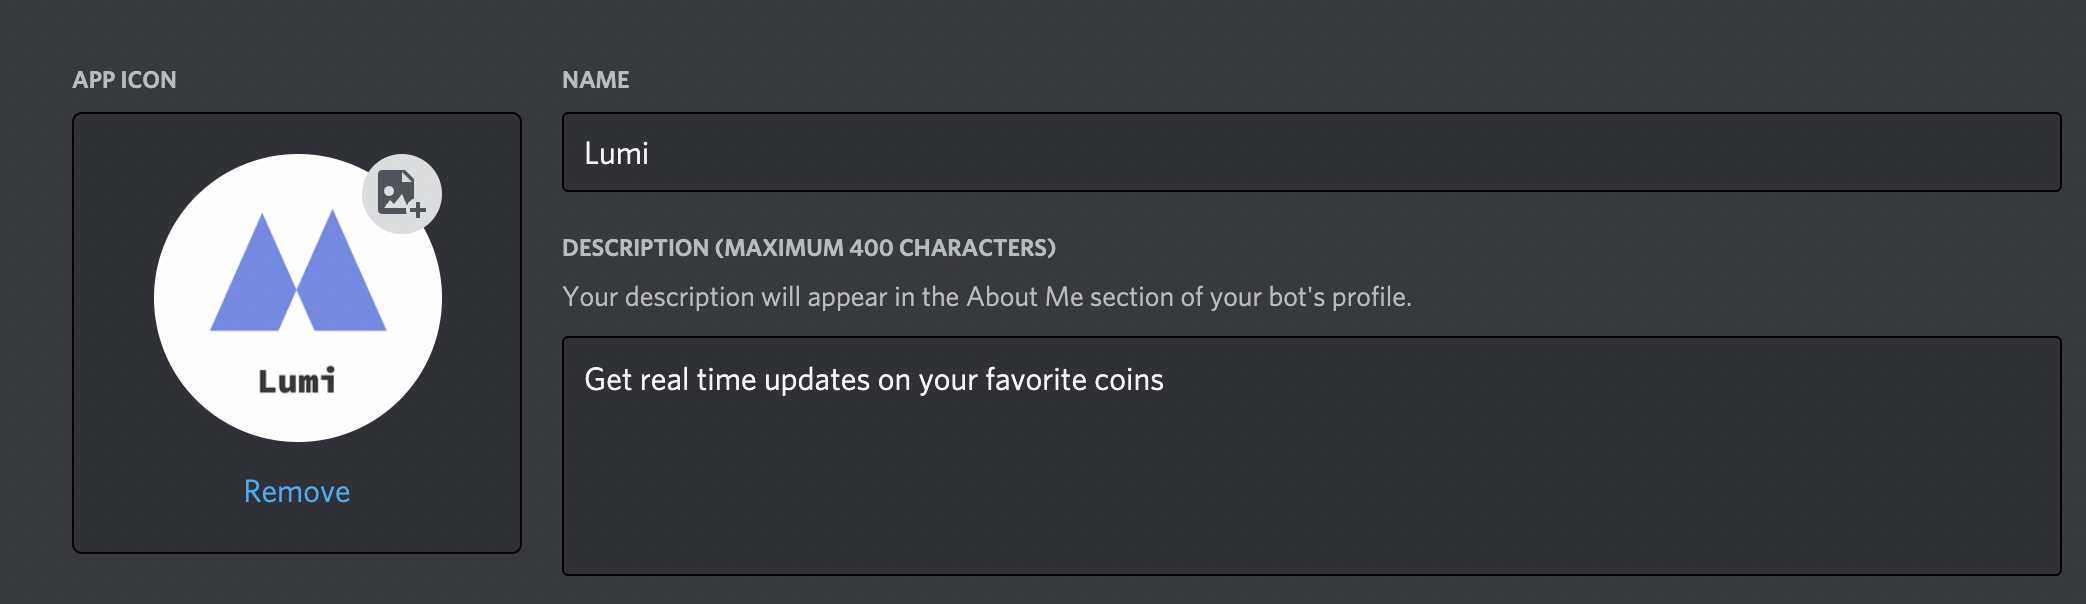 APP ICON
Lumi
Remove
NAME
Lumi
DESCRIPTION (MAXIMUM 400 CHARACTERS)
Your description will appear in the About Me section of your bot's profile.
Get real time updates on your favorite coins